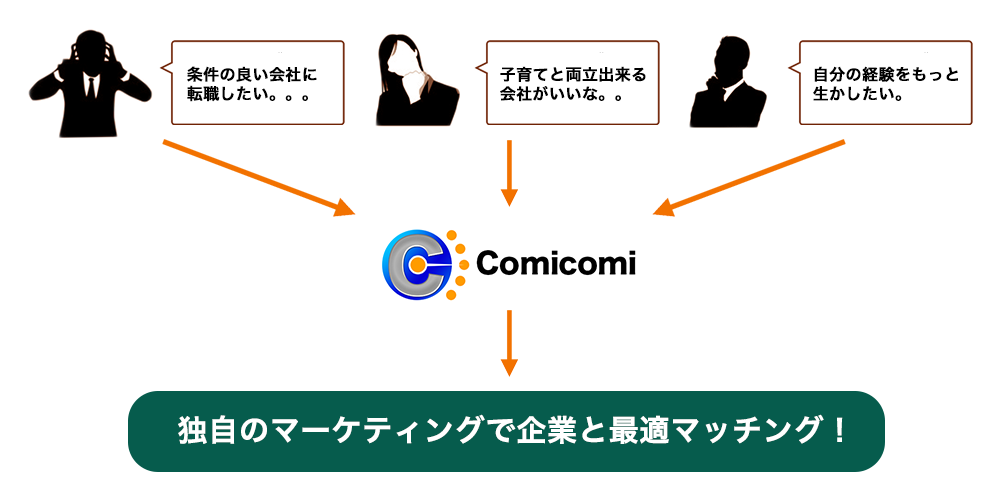 条件の良い会社に
転職したい。。。
子育てと両立出来る
会社がいいな。。
自分の経験をもっと
生かしたい。
Comicomi
独自のマーケティングで企業と最適マッチング！